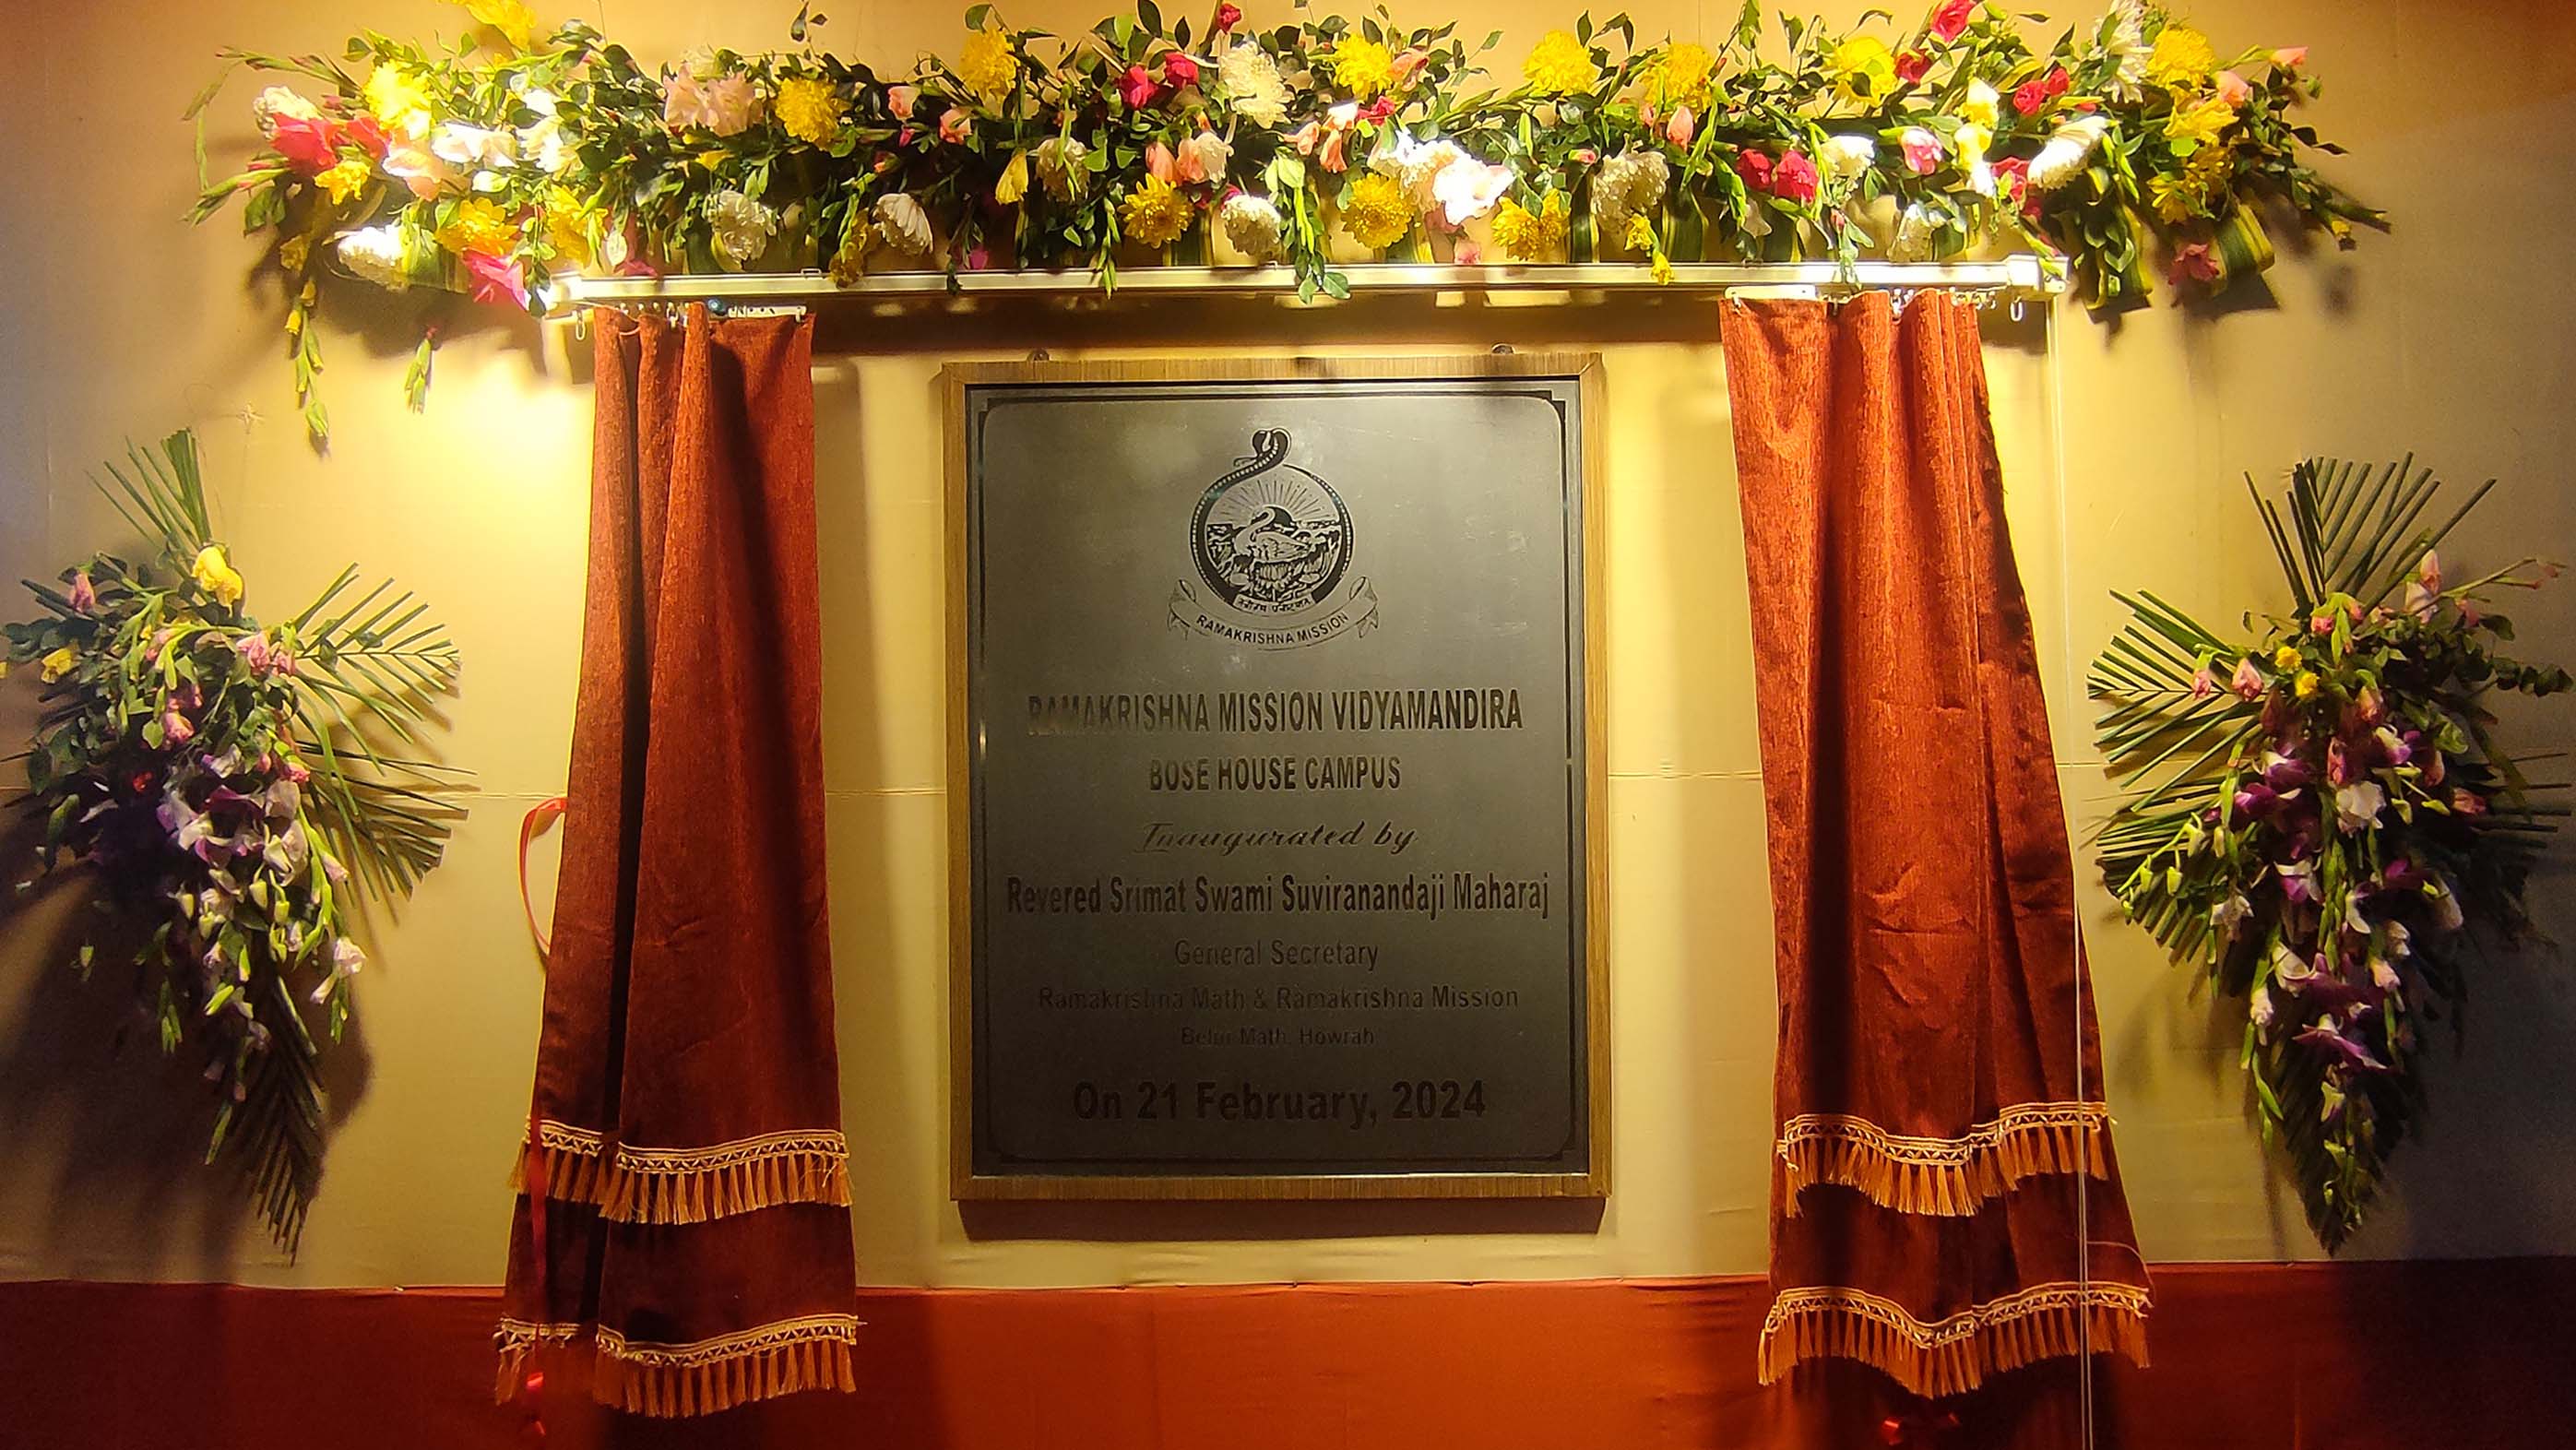 RAMAKRISHNA MISSION
RAMAKRISHNA MISSION VIDYAMANDIRA
BOSE HOUSE CAMPUS
Inaugurated by
Revered Srimat Swami Suviranandaji Maharaj
General Secretary
Ramakrishna Math & Ramakrishna Mission
Belur Math, Howrah
On 21 February, 2024